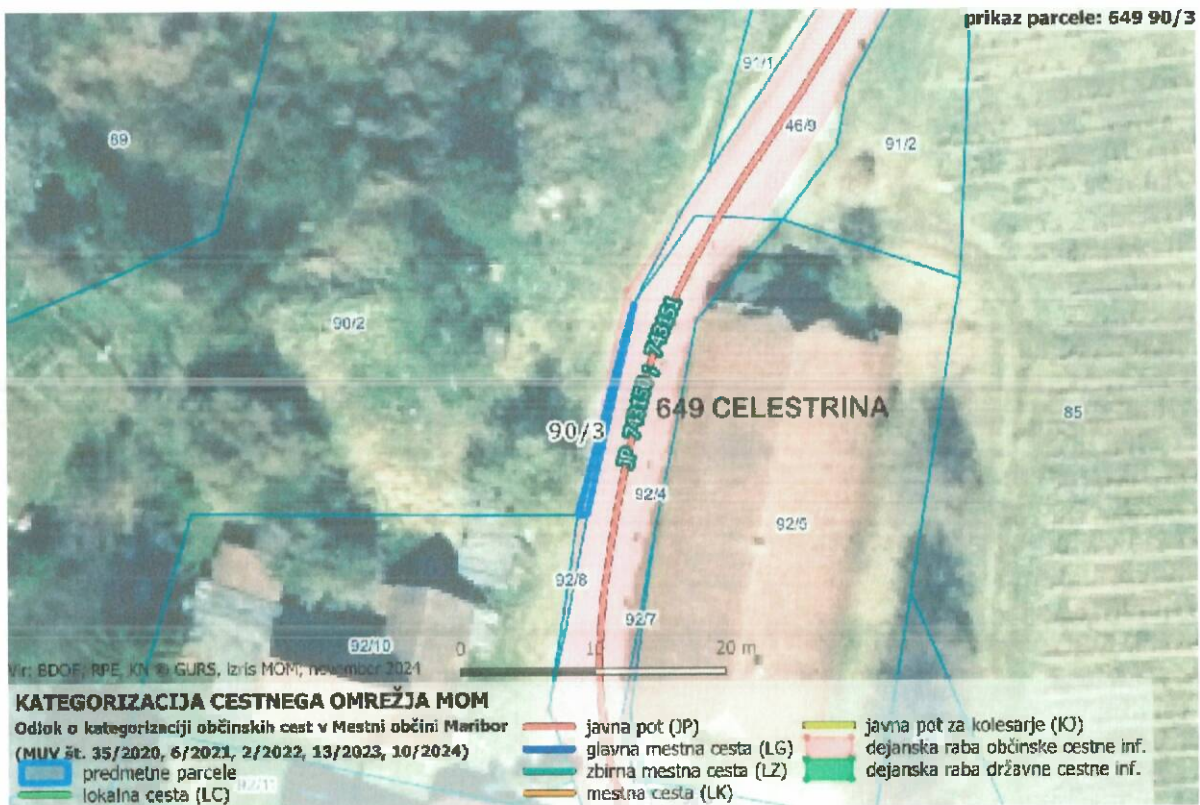 prikaz parcele: 649 90/3
91/1
46/9
89
91/2
90/2
JP 743150 ; 743151
649 CELESTRINA
85
90/3
92/4
92/5
92/8
92/7
92/10
0 10 20 m
Vir: BDOF, RPE, KN © GURS, izris MOM, november 2024
KATEGORIZACIJA CESTNEGA OMREŽJA MOM
Odlok o kategorizaciji občinskih cest v Mestni občini Maribor
(MUV št. 35/2020, 6/2021, 2/2022, 13/2023, 10/2024)
predmetne parcele
92/11
lokalna cesta (LC)
javna pot (JP)
glavna mestna cesta (LG)
zbirna mestna cesta (LZ)
mestna cesta (LK)
javna pot za kolesarje (KJ)
dejanska raba občinske cestne inf.
dejanska raba državne cestne inf.